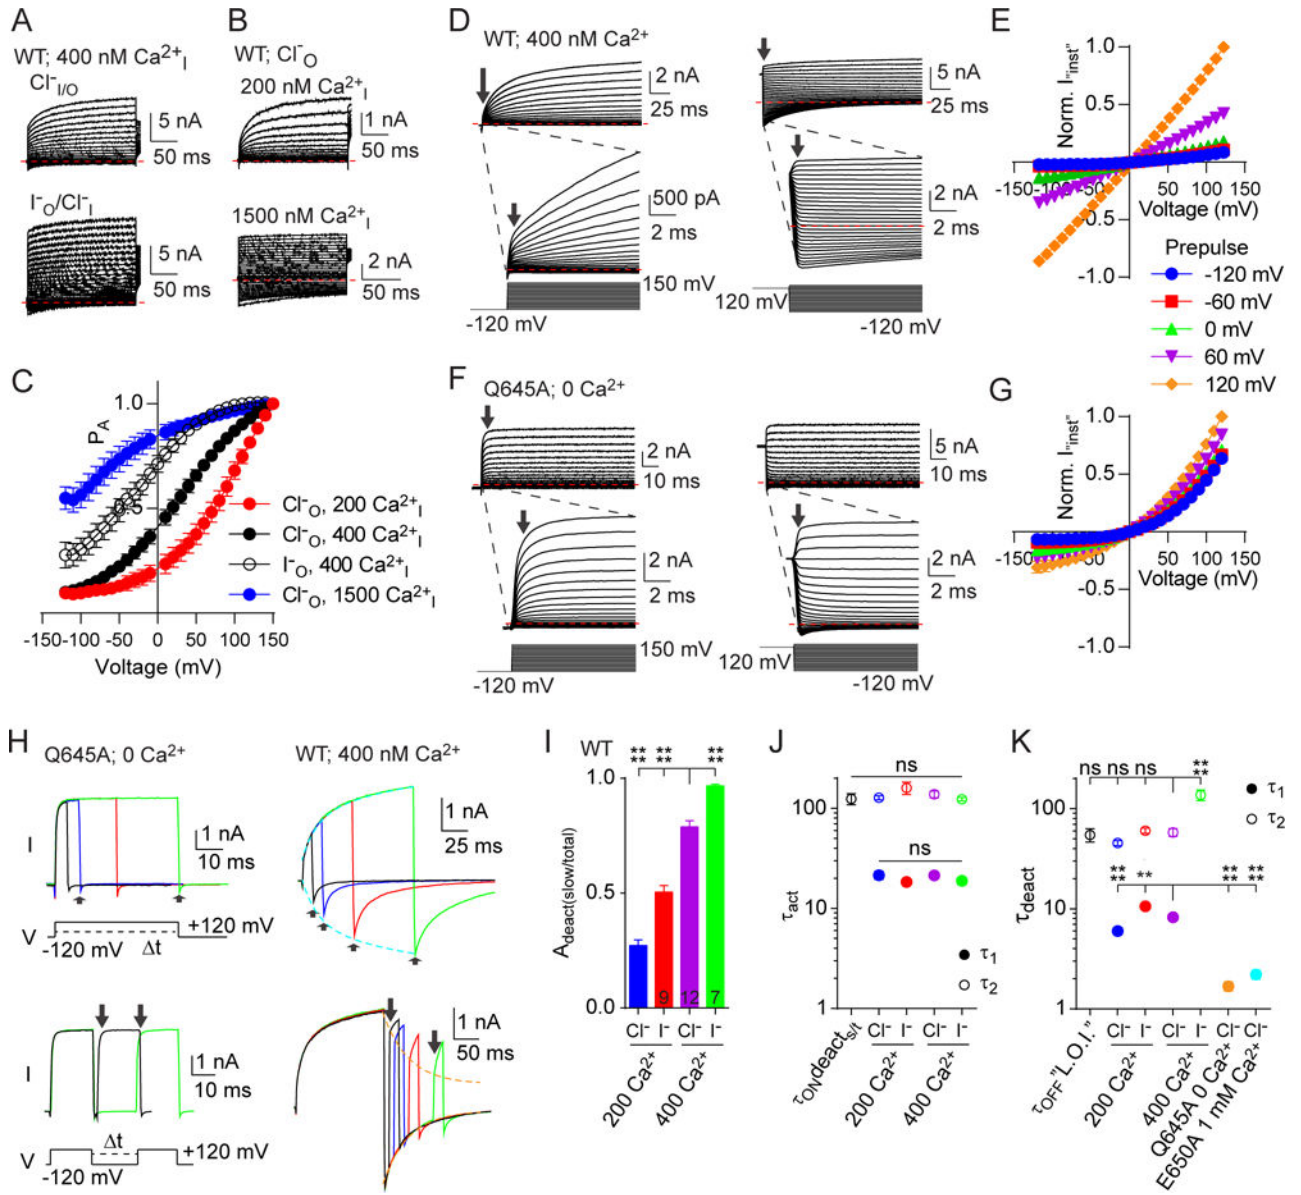 A
WT; 400 nM Ca2+I
Cl-I/O
5 nA
50 ms
I-O/Cl-I
5 nA
50 ms
B
WT; Cl-O
200 nM Ca2+I
1 nA
50 ms
1500 nM Ca2+I
2 nA
50 ms
C
1.0
PA
0.5
-150 -100 -50 0 50 100 150
Voltage (mV)
Cl-O, 200 Ca2+I
Cl-O, 400 Ca2+I
I-O, 400 Ca2+I
Cl-O, 1500 Ca2+I
D
WT; 400 nM Ca2+
2 nA
25 ms
500 pA
2 ms
150 mV
-120 mV
5 nA
25 ms
2 nA
2 ms
120 mV
-120 mV
E
Norm. I"inst"
1.0
0.5
-150 -100 -50 50 100 150
Voltage (mV)
-0.5
-1.0
Prepulse
-120 mV
-60 mV
0 mV
60 mV
120 mV
F
Q645A; 0 Ca2+
2 nA
10 ms
2 nA
2 ms
150 mV
-120 mV
5 nA
10 ms
2 nA
2 ms
120 mV
-120 mV
G
Norm. I"inst"
1.0
0.5
-150 -100 -50 50 100 150
Voltage (mV)
-0.5
-1.0
H
Q645A; 0 Ca2+
I
1 nA
10 ms
V
-120 mV
Δt
+120 mV
I
1 nA
10 ms
V
-120 mV
Δt
+120 mV
WT; 400 nM Ca2+
1 nA
25 ms
1 nA
50 ms
I
WT
** ** ** ** ** **
Adeact(slow/total)
1.0
0.5
0.0
9 12 7
Cl- I- Cl- I-
200 Ca2+
400 Ca2+
J
ns
ns
τact
100
10
1
τ1
τ2
τONdeacts/t
Cl- I- Cl- I-
200 Ca2+
400 Ca2+
K
ns ns ns ** **
** ** ** ** ** ** **
τdeact
100
10
1
τ1
τ2
τOFF"L.O.I."
Cl- I- Cl- I- Cl- Cl-
200 Ca2+
400 Ca2+
Q645A 0 Ca2+
E650A 1 mM Ca2+